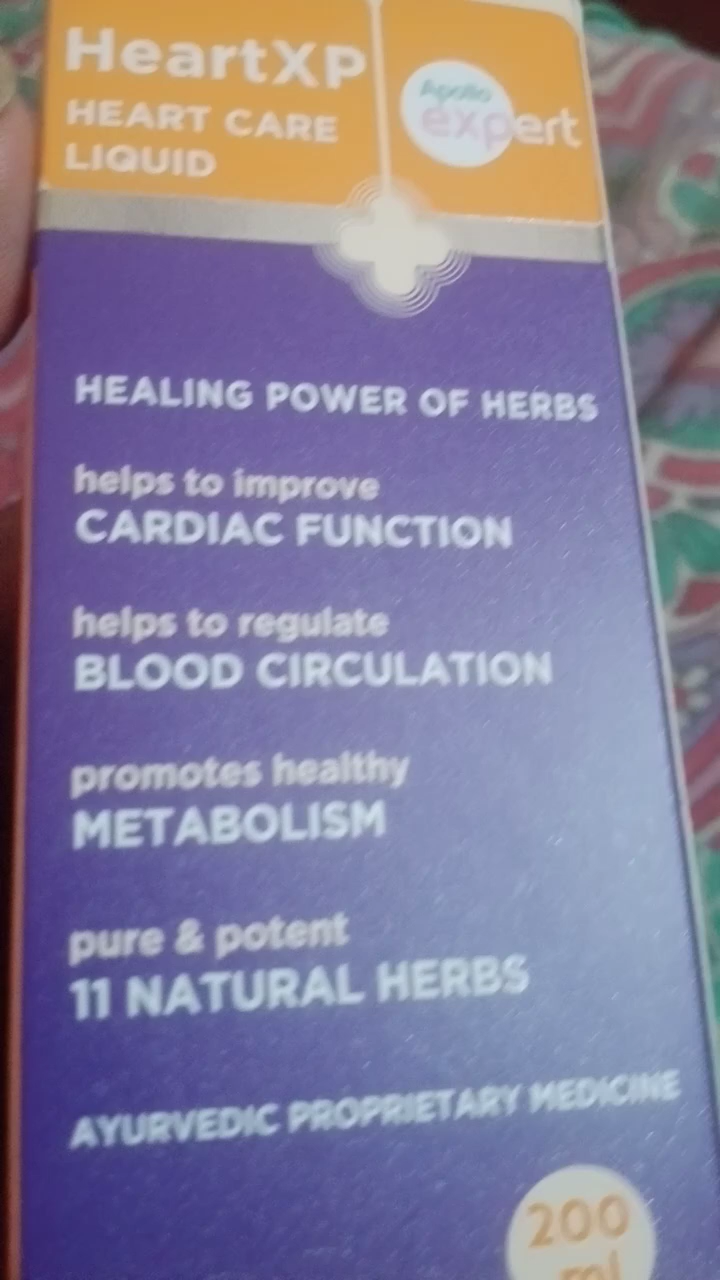 HeartXP
HEART CARE
LIQUID
Apollo
expert
HEALING POWER OF HERBS
helps to improve
CARDIAC FUNCTION
helps to regulate
BLOOD CIRCULATION
promotes healthy
METABOLISM
pure & potent
11 NATURAL HERBS
AYURVEDIC PROPRIETARY MEDICINE
200
ml